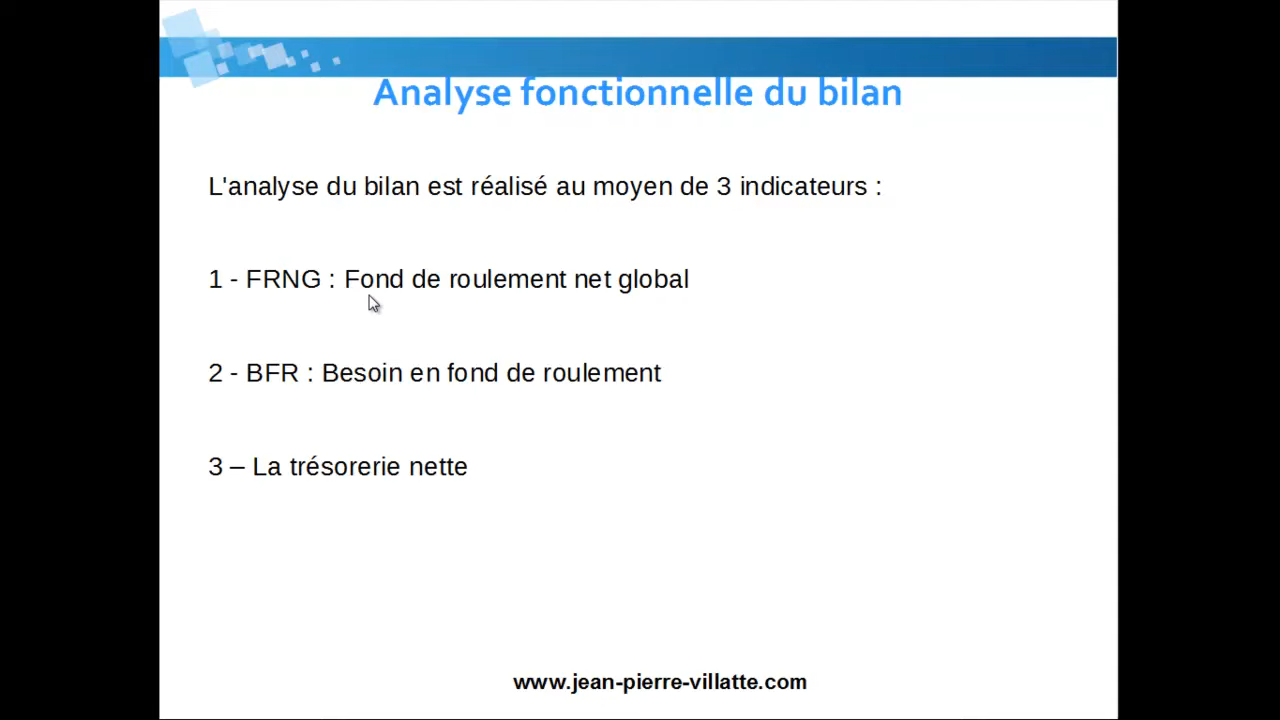 Analyse fonctionnelle du bilan
L'analyse du bilan est réalisé au moyen de 3 indicateurs :
1 - FRNG : Fond de roulement net global
2 - BFR : Besoin en fond de roulement
3 – La trésorerie nette
www.jean-pierre-villatte.com